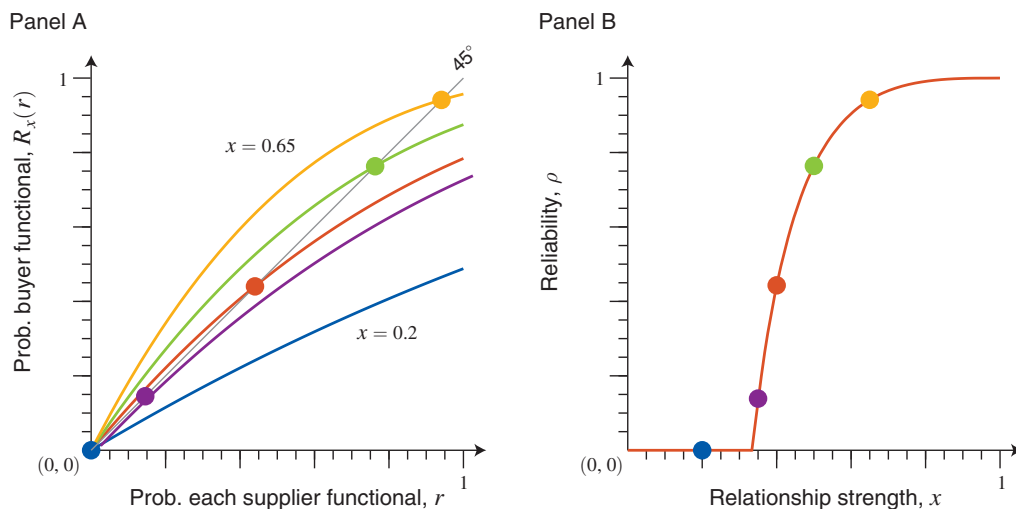 Panel A
Panel B
45°
1
x = 0.65
x = 0.2
Prob. buyer functional, Rₓ(r)
(0, 0)
1
Prob. each supplier functional, r
1
Reliability, ρ
(0, 0)
1
Relationship strength, x